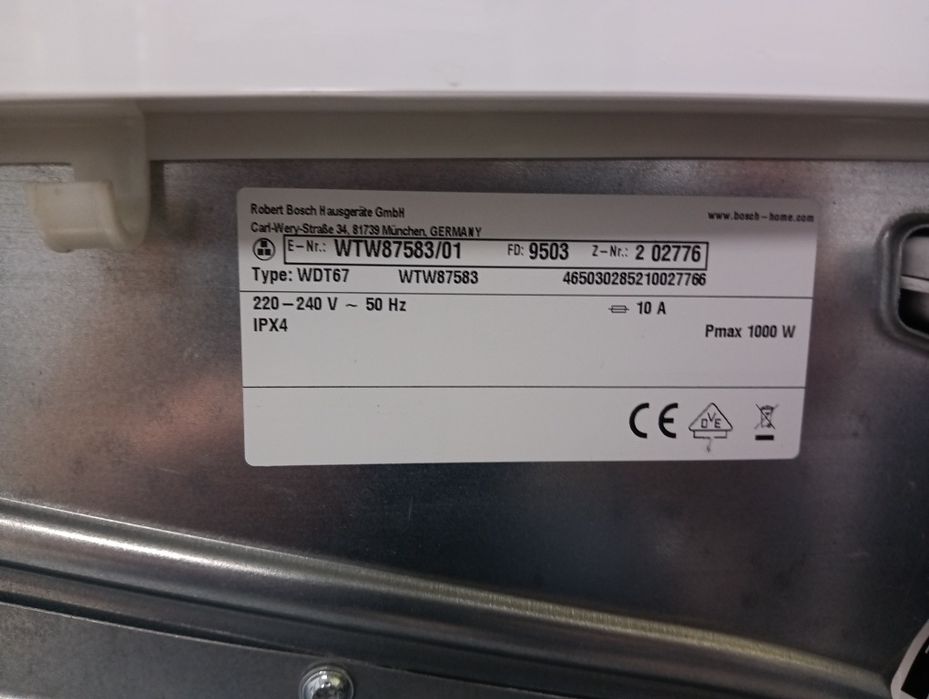 Robert Bosch Hausgeräte GmbH
www.bosch-home.com
Carl-Wery-Straße 34, 81739 München, GERMANY
E-Nr.: WTW87583/01 FD: 9503 Z-Nr.: 2 02776
Type: WDT67 WTW87583 465030285210027766
220-240 V ~ 50 Hz 10 A
IPX4 Pmax 1000 W
CE DVE